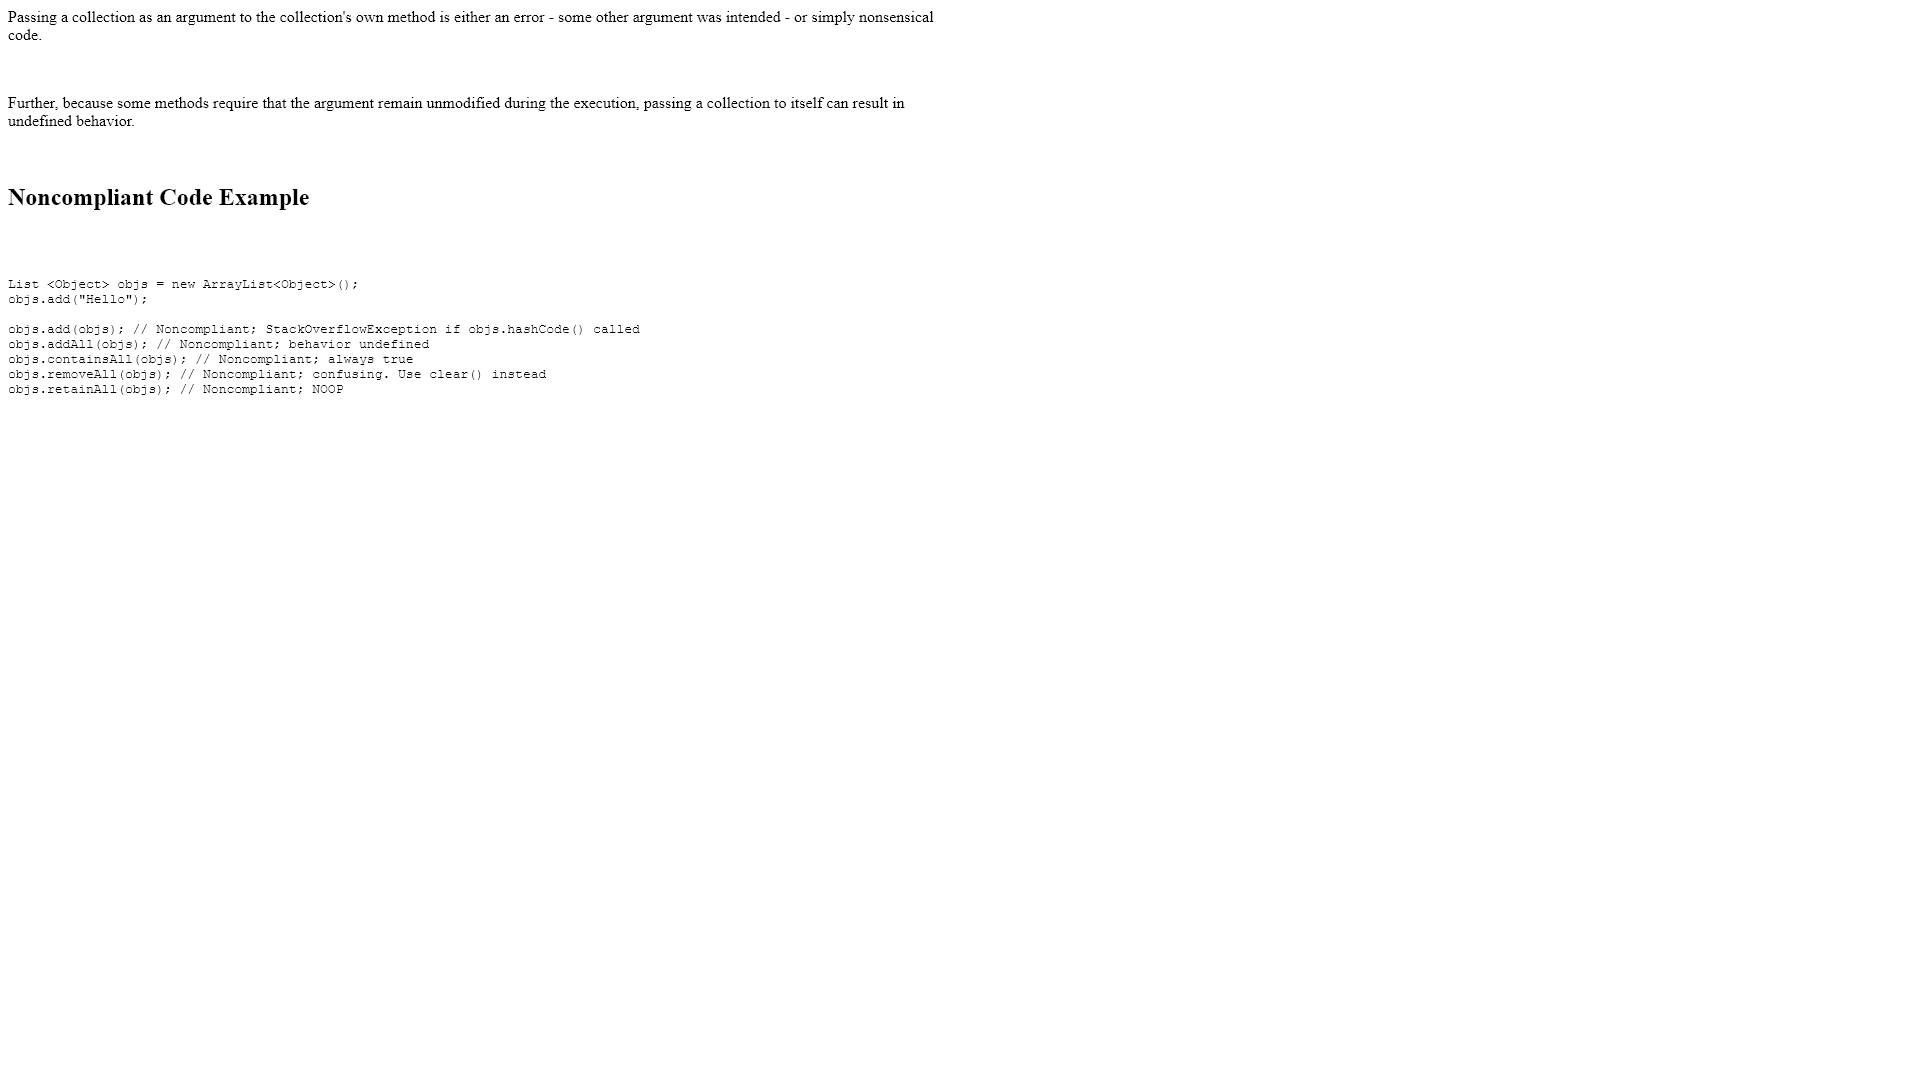 Passing a collection as an argument to the collection's own method is either an error - some other argument was intended - or simply nonsensical
code.
Further, because some methods require that the argument remain unmodified during the execution, passing a collection to itself can result in
undefined behavior.
Noncompliant Code Example
List <Object> objs = new ArrayList<Object>();
objs.add("Hello");
objs.add(objs); // Noncompliant; StackOverflowException if objs.hashCode() called
objs.addAll(objs); // Noncompliant; behavior undefined
objs.containsAll(objs); // Noncompliant; always true
objs.removeAll(objs); // Noncompliant; confusing. Use clear() instead
objs.retainAll(objs); // Noncompliant; NOOP